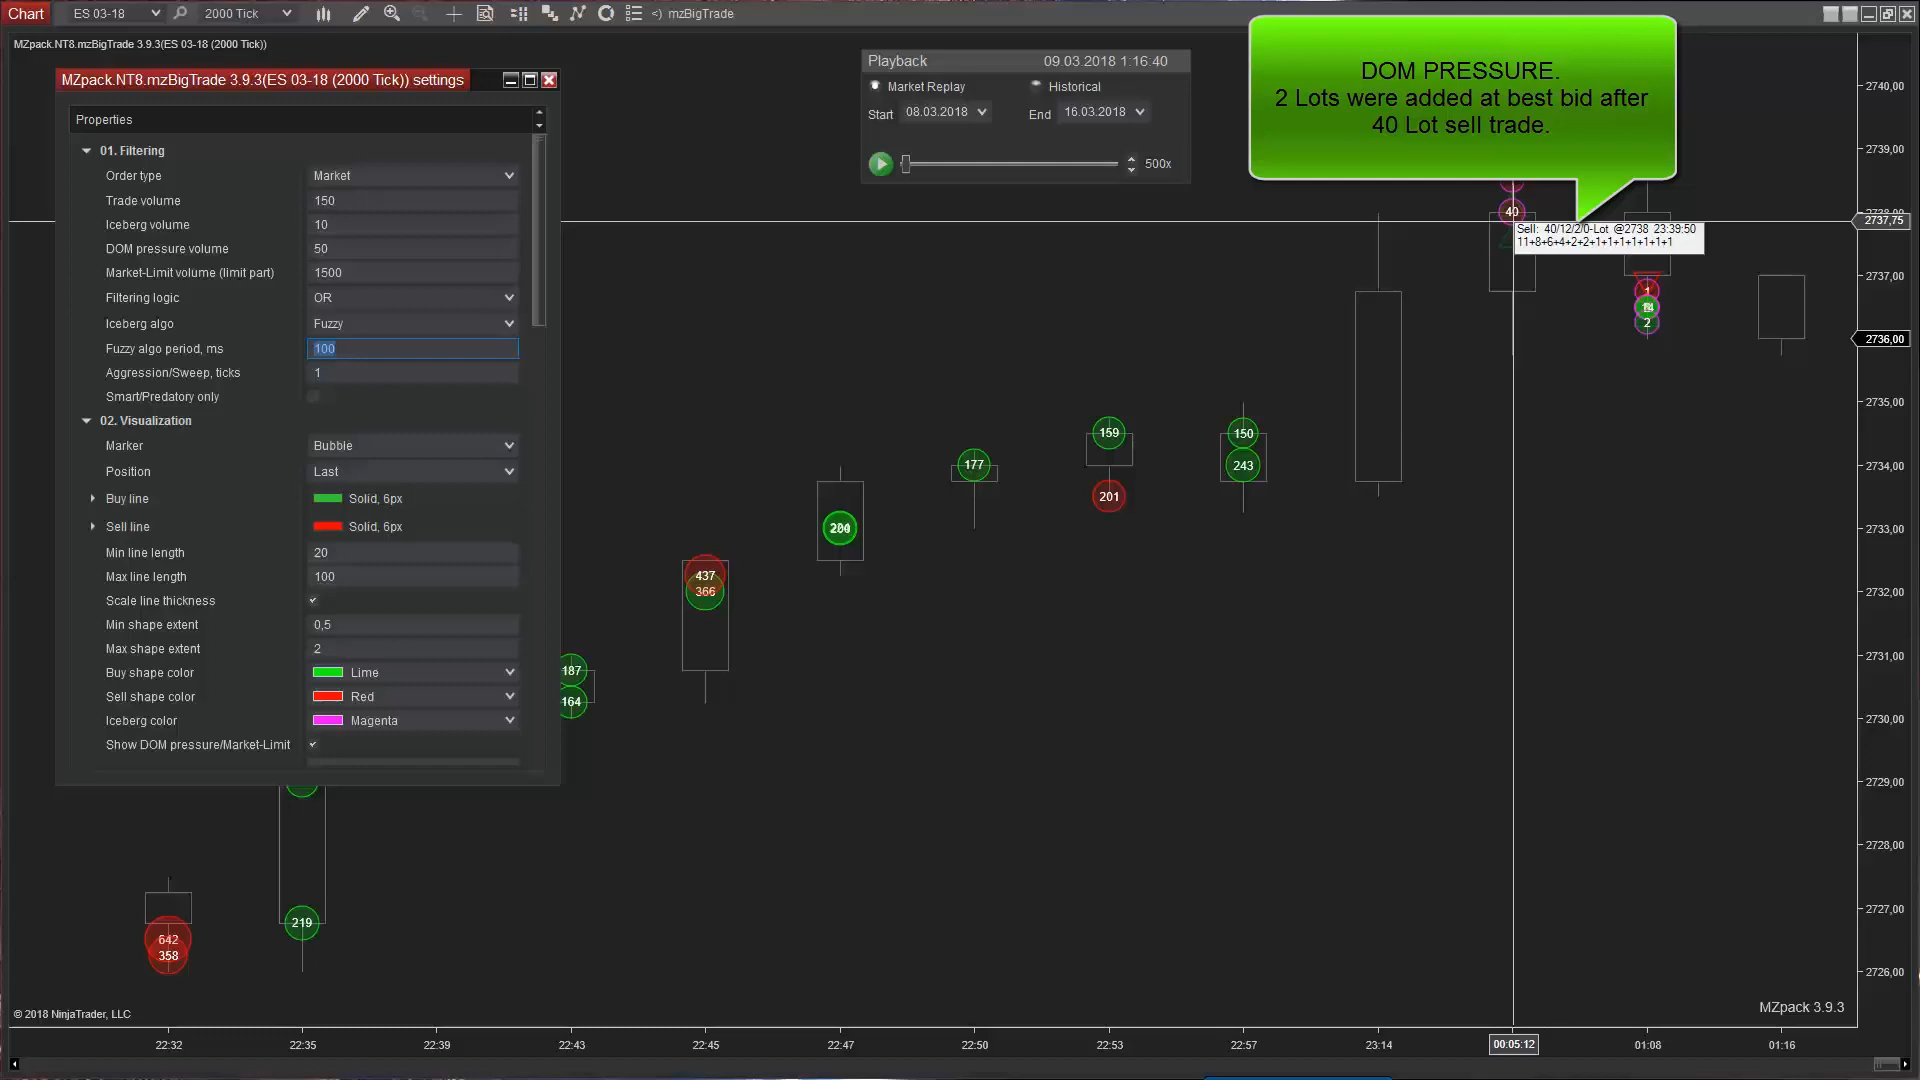 Chart
ES 03-18
2000 Tick
<) mzBigTrade
MZpack.NT8.mzBigTrade 3.9.3(ES 03-18 (2000 Tick))
MZpack.NT8.mzBigTrade 3.9.3(ES 03-18 (2000 Tick)) settings
Properties
01. Filtering
Order type Market
Trade volume 150
Iceberg volume 10
DOM pressure volume 50
Market-Limit volume (limit part) 1500
Filtering logic OR
Iceberg algo Fuzzy
Fuzzy algo period, ms 100
Aggression/Sweep, ticks 1
Smart/Predatory only
02. Visualization
Marker Bubble
Position Last
Buy line Solid, 6px
Sell line Solid, 6px
Min line length 20
Max line length 100
Scale line thickness
Min shape extent 0,5
Max shape extent 2
Buy shape color Lime
Sell shape color Red
Iceberg color Magenta
Show DOM pressure/Market-Limit
Playback 09.03.2018 1:16:40
Market Replay Historical
Start 08.03.2018 End 16.03.2018
500x
DOM PRESSURE.
2 Lots were added at best bid after
40 Lot sell trade.
40
Sell: 40/12/2/0-Lot @2738 23:39:50
11+8+6+4+2+2+1+1+1+1+1+1+1
1
2
159
201
150
243
177
437
366
187
164
219
642
358
2740,00
2739,00
2737,75
2737,00
2736,00
2735,00
2734,00
2733,00
2732,00
2731,00
2730,00
2729,00
2728,00
2727,00
2726,00
© 2018 NinjaTrader, LLC
MZpack 3.9.3
22:32 22:35 22:39 22:43 22:45 22:47 22:50 22:53 22:57 23:14 00:05:12 01:08 01:16